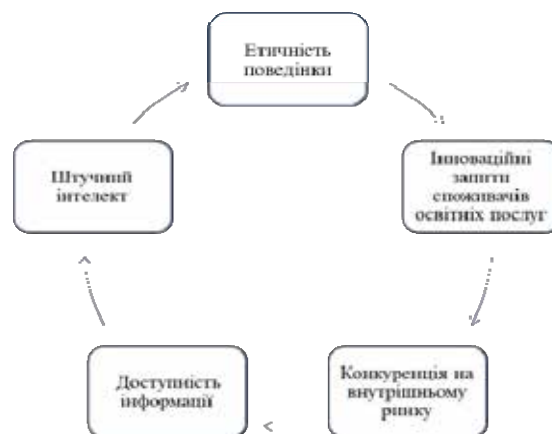 Етичність
поведінки
Інноваційні
запити
споживачів
освітніх послуг
Конкуренція на
внутрішньому
ринку
Доступність
інформації
Штучний
інтелект